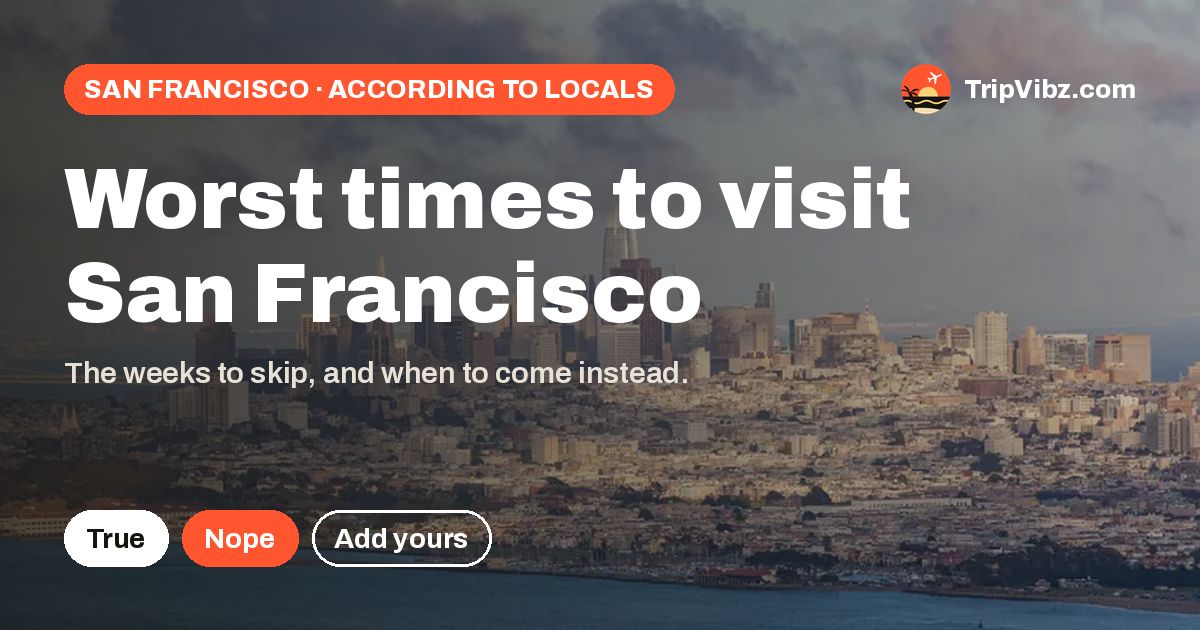 SAN FRANCISCO · ACCORDING TO LOCALS
TripVibz.com
Worst times to visit
San Francisco
The weeks to skip, and when to come instead.
True
Nope
Add yours